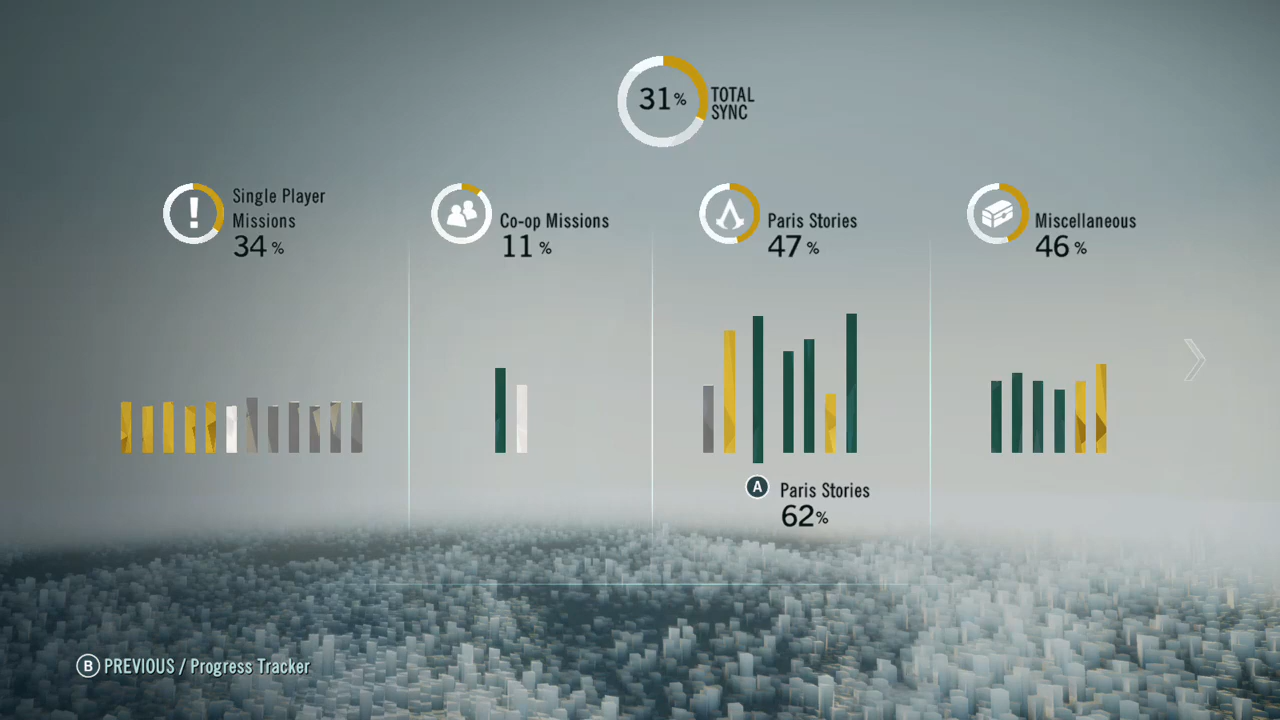 31%
TOTAL
SYNC
Single Player
Missions
34 %
Co-op Missions
11 %
Paris Stories
47 %
Miscellaneous
46 %
A
Paris Stories
62%
B PREVIOUS / Progress Tracker